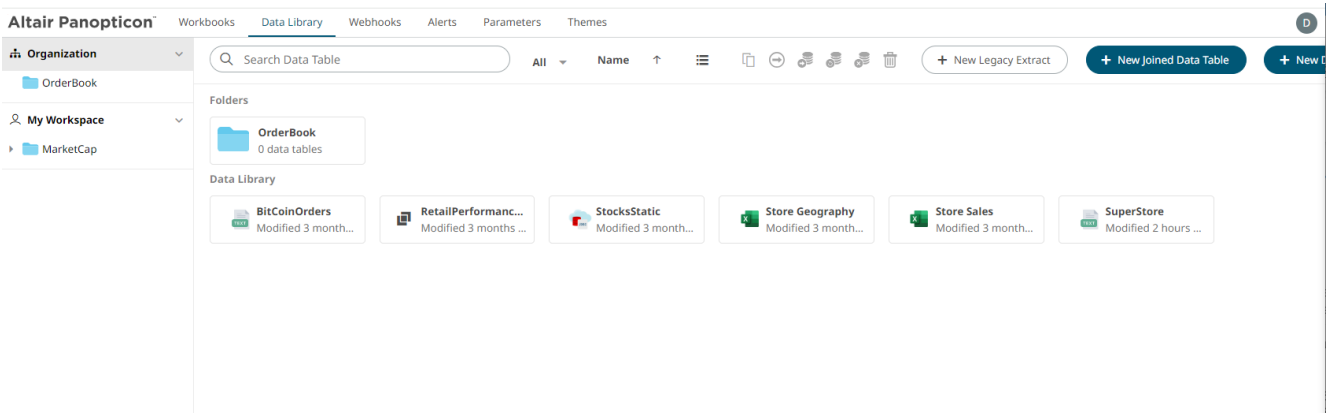 Altair Panopticon
Workbooks
Data Library
Webhooks
Alerts
Parameters
Themes
D
Organization
OrderBook
My Workspace
MarketCap
Search Data Table
All
Name
+ New Legacy Extract
+ New Joined Data Table
+ New D
Folders
OrderBook
0 data tables
Data Library
BitCoinOrders
Modified 3 month...
RetailPerformanc...
Modified 3 months ...
StocksStatic
Modified 3 month...
Store Geography
Modified 3 month...
Store Sales
Modified 3 month...
SuperStore
Modified 2 hours ...